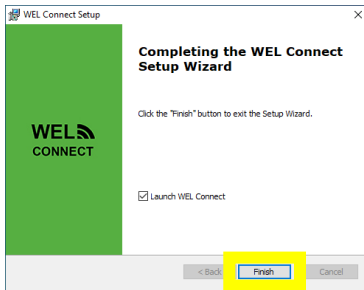 WEL Connect Setup
Completing the WEL Connect
Setup Wizard
Click the "Finish" button to exit the Setup Wizard.
WEL
CONNECT
Launch WEL Connect
< Back
Finish
Cancel